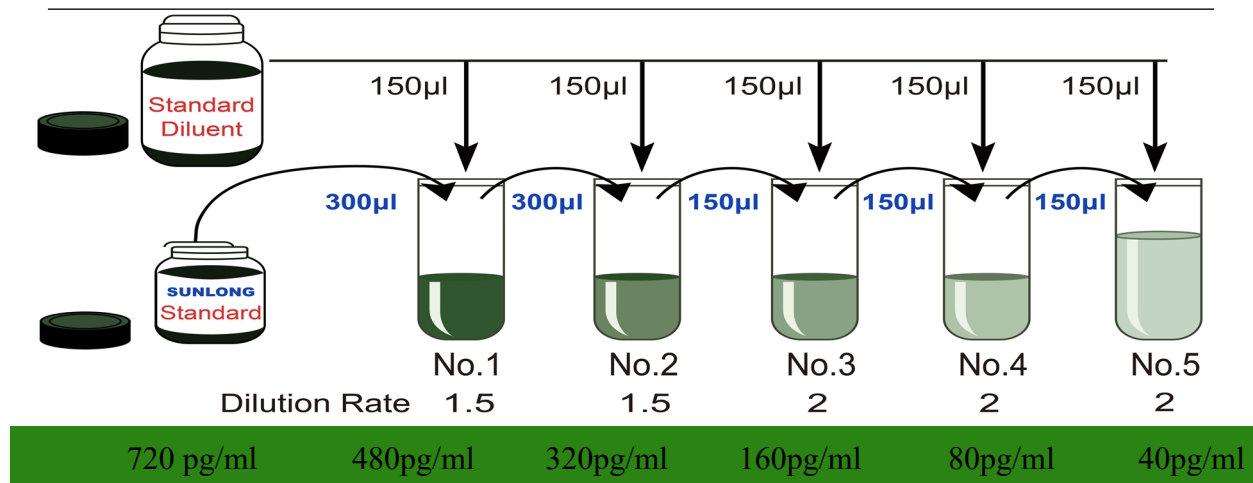 150µl 150µl 150µl 150µl 150µl
Standard
Diluent
300µl 300µl 150µl 150µl 150µl
SUNLONG
Standard
No.1 No.2 No.3 No.4 No.5
Dilution Rate 1.5 1.5 2 2 2
720 pg/ml 480pg/ml 320pg/ml 160pg/ml 80pg/ml 40pg/ml